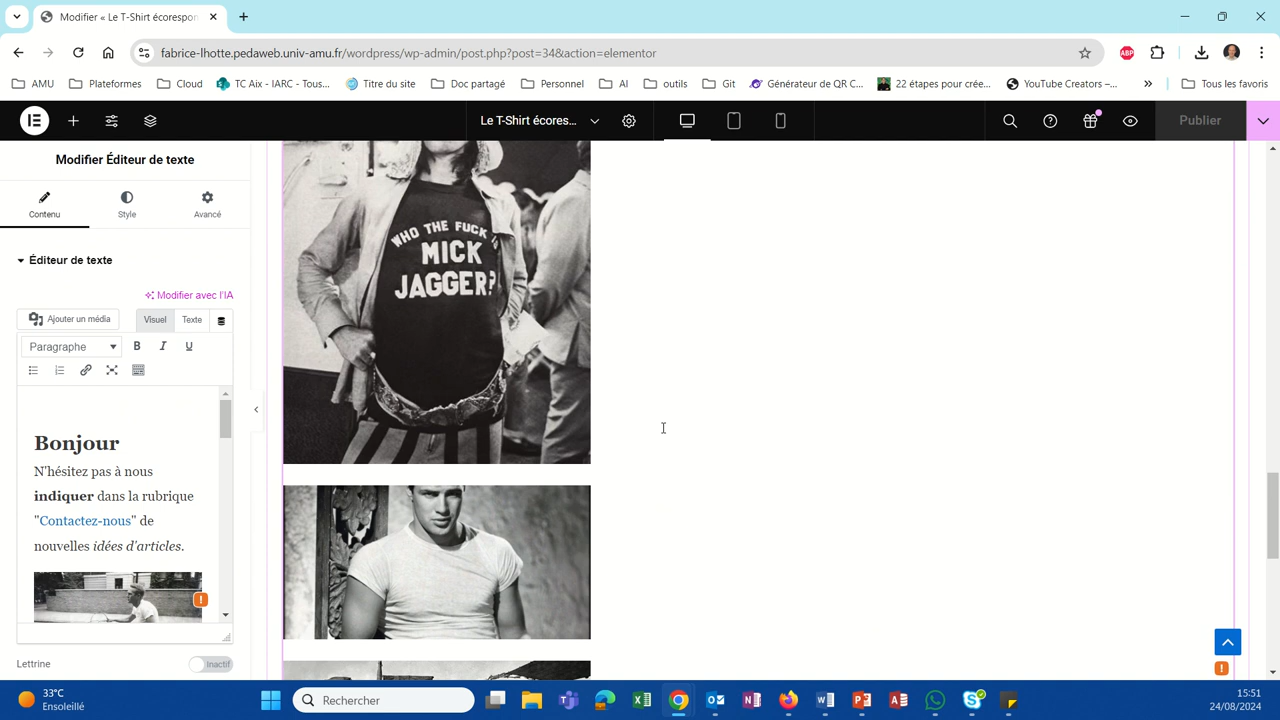 Modifier « Le T-Shirt écorespon
fabrice-lhotte.pedaweb.univ-amu.fr/wordpress/wp-admin/post.php?post=34&action=elementor
ABP
AMU
Plateformes
Cloud
TC Aix - IARC - Tous...
Titre du site
Doc partagé
Personnel
AI
outils
Git
Générateur de QR C...
22 étapes pour crée...
YouTube Creators –...
Tous les favoris
Le T-Shirt écores...
Publier
Modifier Éditeur de texte
Contenu
Style
Avancé
Éditeur de texte
Modifier avec l'IA
Ajouter un média
Visuel
Texte
Paragraphe
B I U
Bonjour
N'hésitez pas à nous
indiquer dans la rubrique
"Contactez-nous" de
nouvelles idées d'articles.
Lettrine
Inactif
WHO THE FUCK IS
MICK
JAGGER?
33°C
Ensoleillé
Rechercher
15:51
24/08/2024